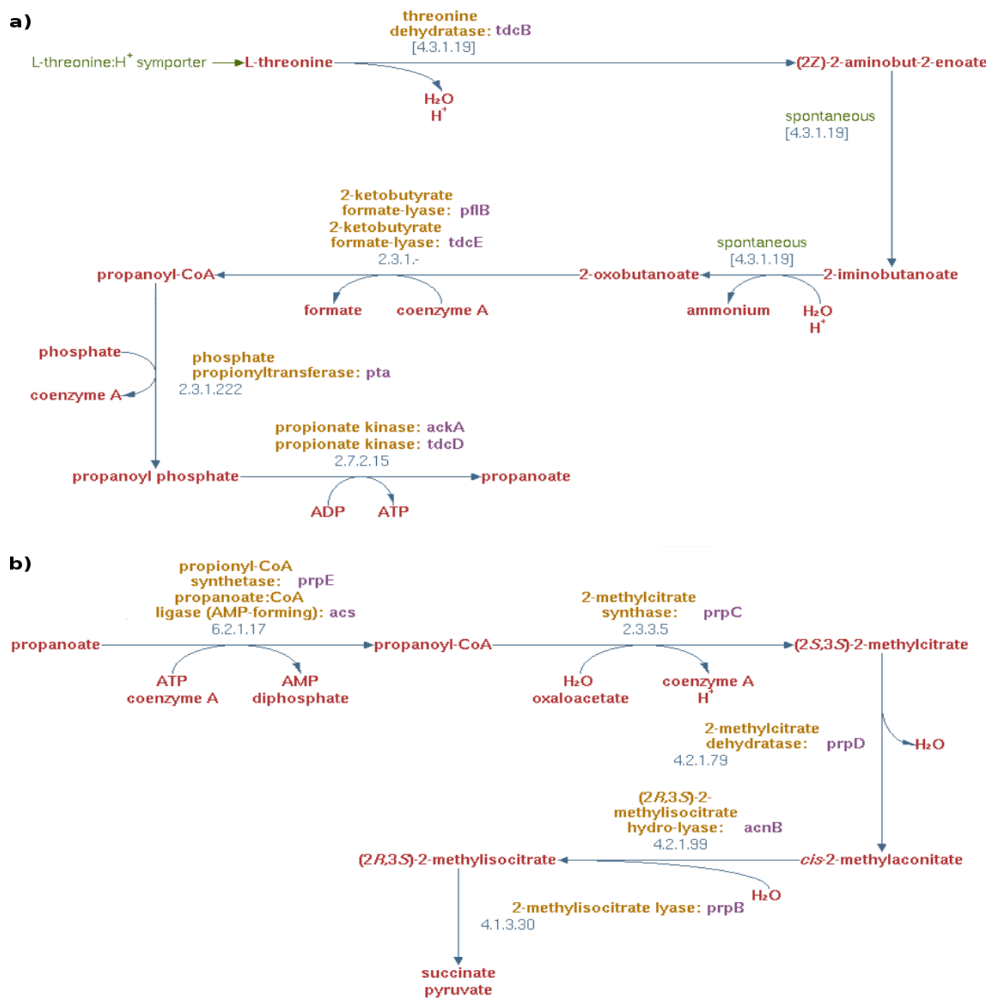 a)
threonine
dehydratase: tdcB
[4.3.1.19]
L-threonine:H⁺ symporter
L-threonine
(2Z)-2-aminobut-2-enoate
H₂O
H⁺
spontaneous
[4.3.1.19]
2-ketobutyrate
formate-lyase: pflB
2-ketobutyrate
formate-lyase: tdcE
2.3.1.-
spontaneous
[4.3.1.19]
propanoyl-CoA
2-oxobutanoate
2-iminobutanoate
formate
coenzyme A
ammonium
H₂O
H⁺
phosphate
coenzyme A
phosphate
propionyltransferase: pta
2.3.1.222
propionate kinase: ackA
propionate kinase: tdcD
2.7.2.15
propanoyl phosphate
propanoate
ADP
ATP
b)
propionyl-CoA
synthetase: prpE
propanoate:CoA
ligase (AMP-forming): acs
6.2.1.17
2-methylcitrate
synthase: prpC
2.3.3.5
propanoate
propanoyl-CoA
(2S,3S)-2-methylcitrate
ATP
coenzyme A
AMP
diphosphate
H₂O
oxaloacetate
coenzyme A
H⁺
2-methylcitrate
dehydratase: prpD
4.2.1.79
H₂O
(2R,3S)-2-
methylisocitrate
hydro-lyase: acnB
4.2.1.99
(2R,3S)-2-methylisocitrate
cis-2-methylaconitate
H₂O
2-methylisocitrate lyase: prpB
4.1.3.30
succinate
pyruvate